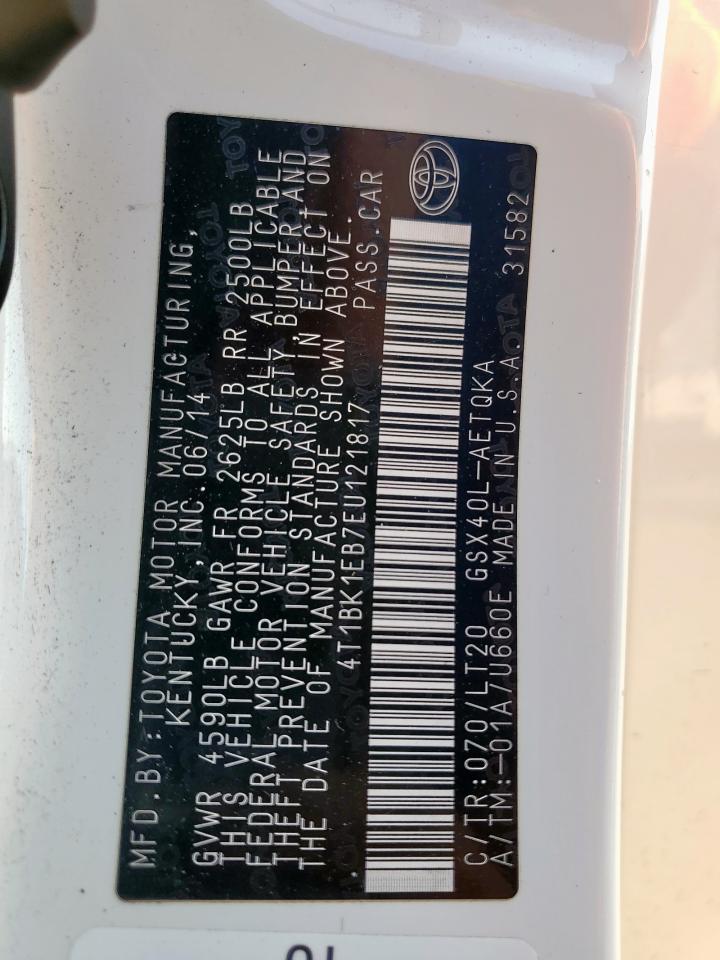 MFD.BY:TOYOTA MOTOR MANUFACTURING,
KENTUCKY,INC.06/14
GVWR 4590LB GAWR FR 2625LB RR 2500LB
THIS VEHICLE CONFORMS TO ALL APPLICABLE
FEDERAL MOTOR VEHICLE SAFETY,BUMPER,AND
THEFT PREVENTION STANDARDS IN EFFECT ON
THE DATE OF MANUFACTURE SHOWN ABOVE.
4T1BK1EB7EU121817 PASS.CAR
C/TR:070/LT20 GSX40L-AETQKA
A/TM:-01A/U660E MADE IN U.S.A. 31582